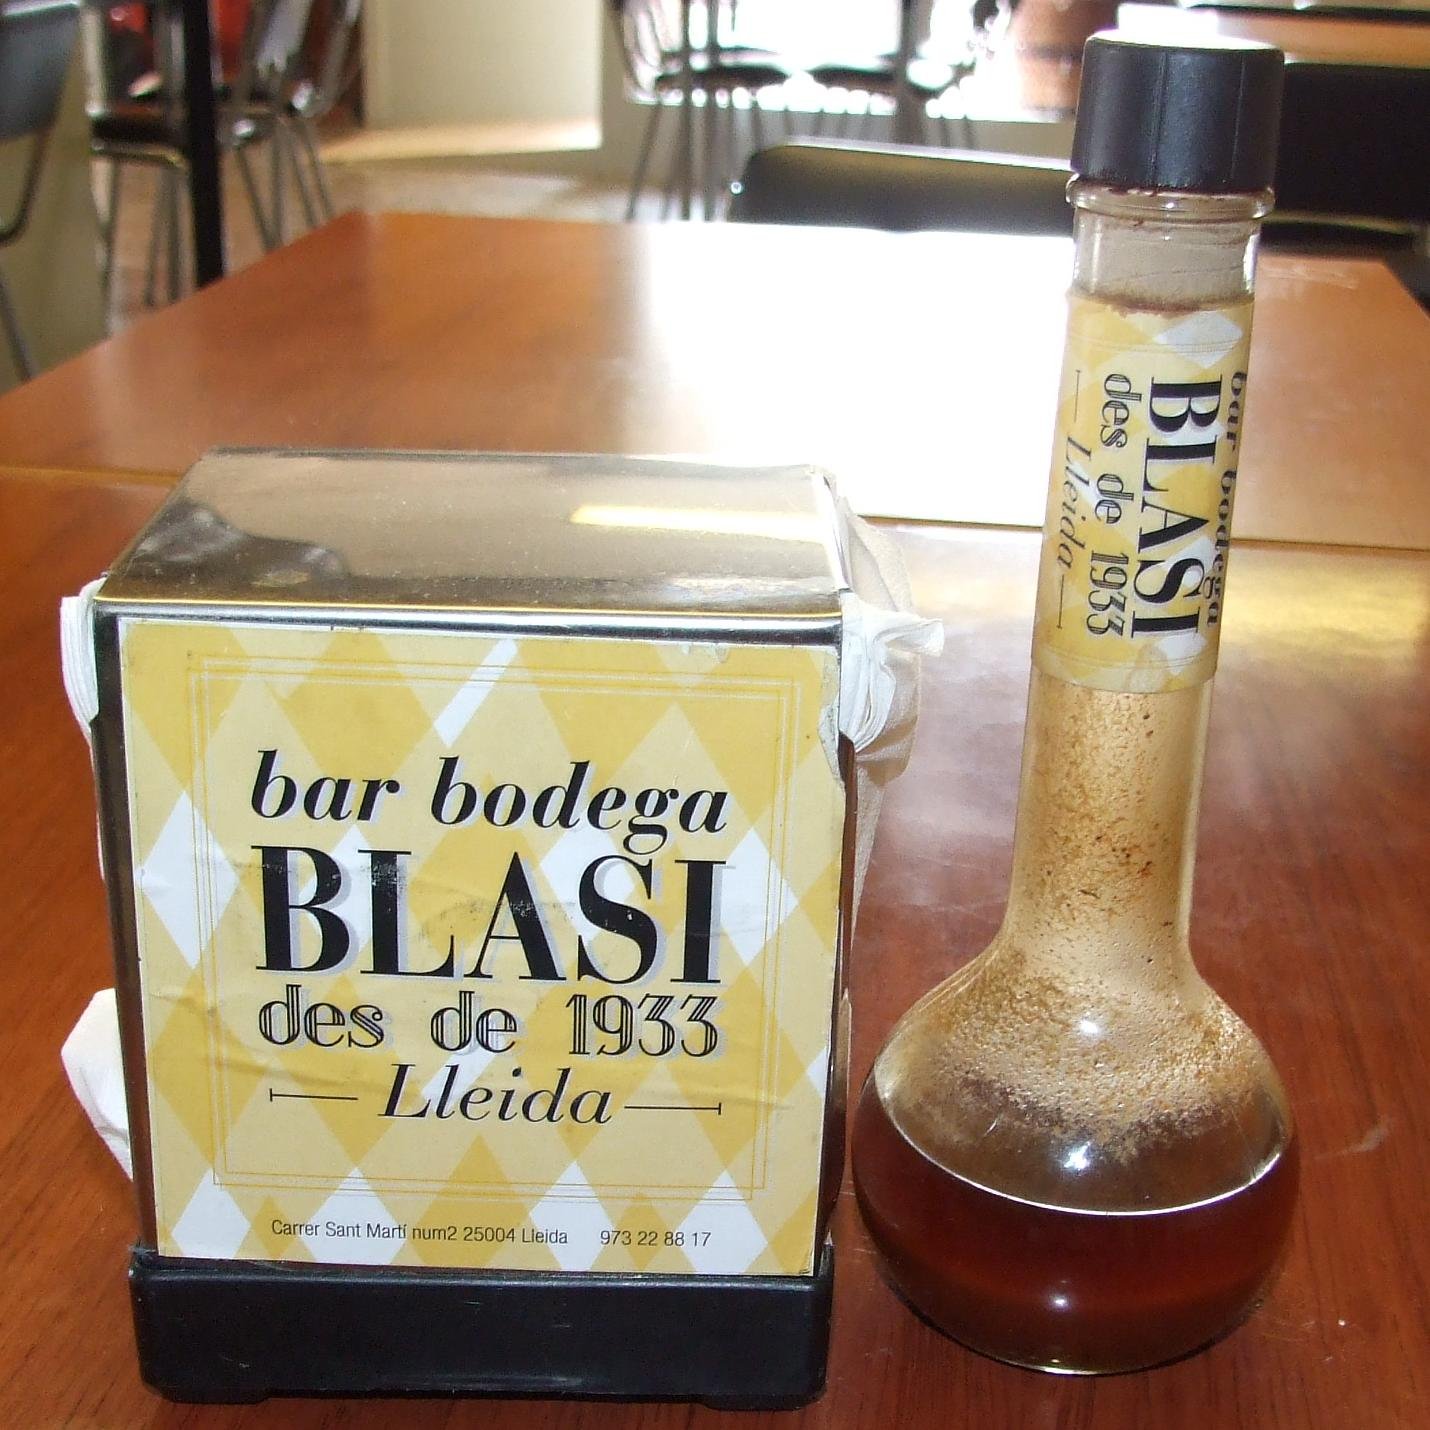 bar bodega
BLASI
des de 1933
Lleida
Carrer Sant Martí num2 25004 Lleida 973 22 88 17
bar bodega
BLASI
des de 1933
Lleida